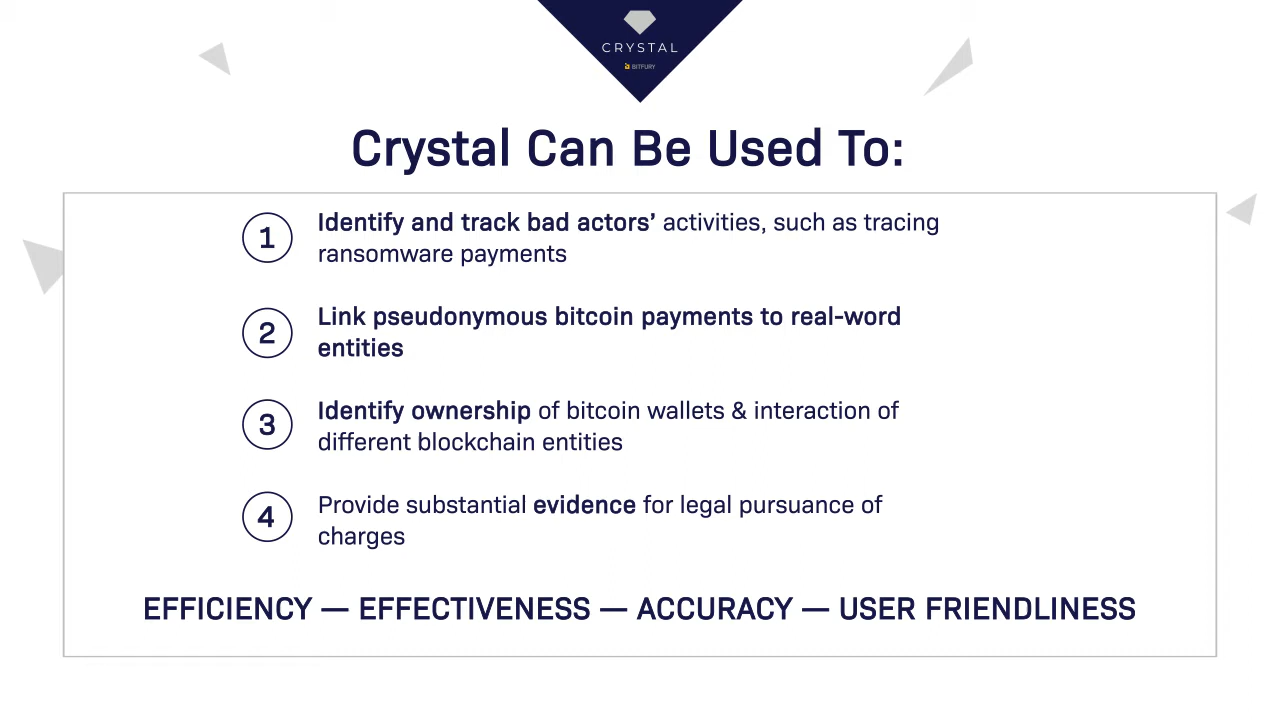 CRYSTAL
BITFURY
Crystal Can Be Used To:
1
Identify and track bad actors’ activities, such as tracing
ransomware payments
2
Link pseudonymous bitcoin payments to real-word
entities
3
Identify ownership of bitcoin wallets & interaction of
different blockchain entities
4
Provide substantial evidence for legal pursuance of
charges
EFFICIENCY — EFFECTIVENESS — ACCURACY — USER FRIENDLINESS